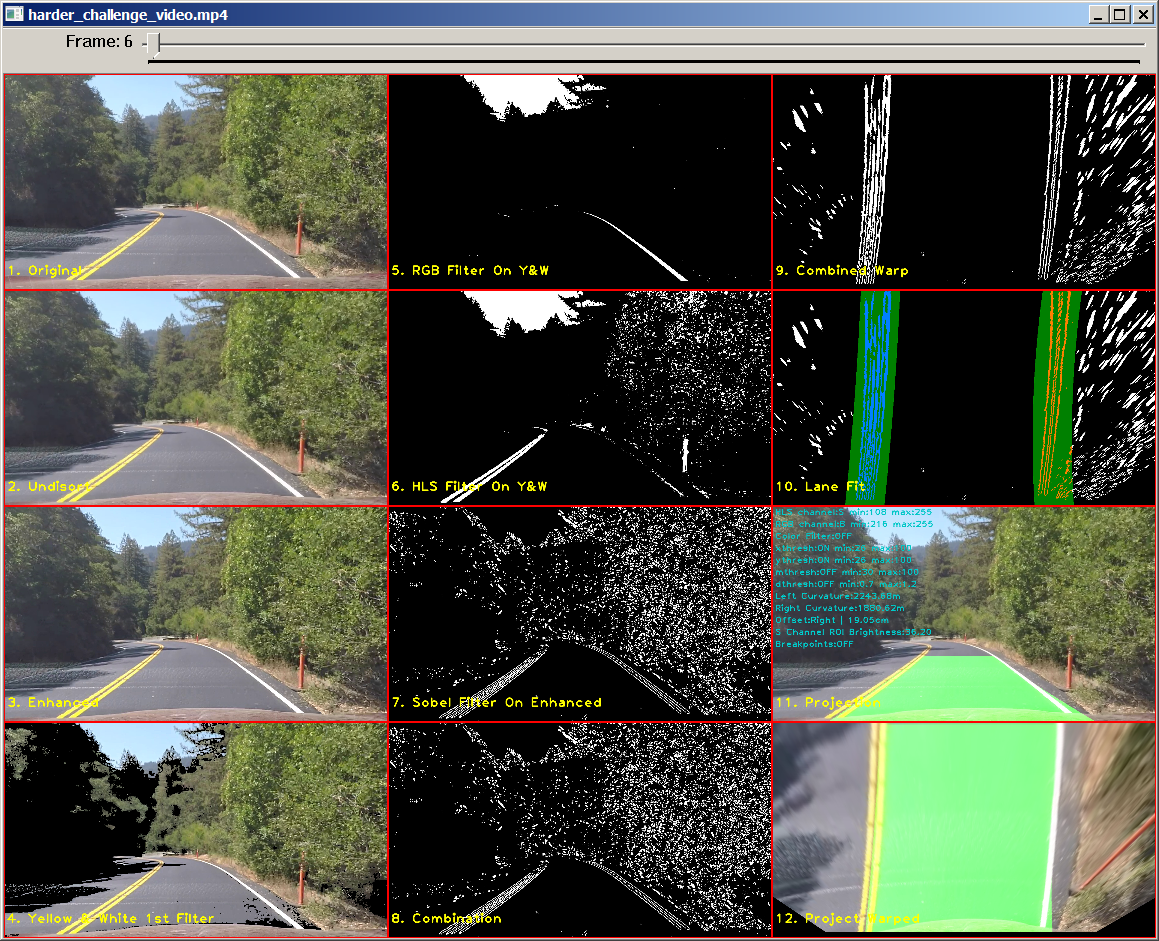 harder_challenge_video.mp4
Frame: 6
1. Original
5. RGB Filter On Y&W
9. Combined Warp
2. Undisort
6. HLS Filter On Y&W
10. Lane Fit
3. Enhanced
7. Sobel Filter On Enhanced
HLS channel:S min:108 max:255
RGB channel:B min:216 max:255
Color Filter:OFF
xthresh:ON min:20 max:100
ythresh:ON min:20 max:100
mthresh:OFF min:30 max:100
dthresh:OFF min:0.7 max:1.2
Left Curvature:2243.68m
Right Curvature:1880.62m
Offset:Right | 19.05cm
S Channel ROI Brightness:36.20
Breakpoints:OFF
11. Projection
4. Yellow & White 1st Filter
8. Combination
12. Project Warped